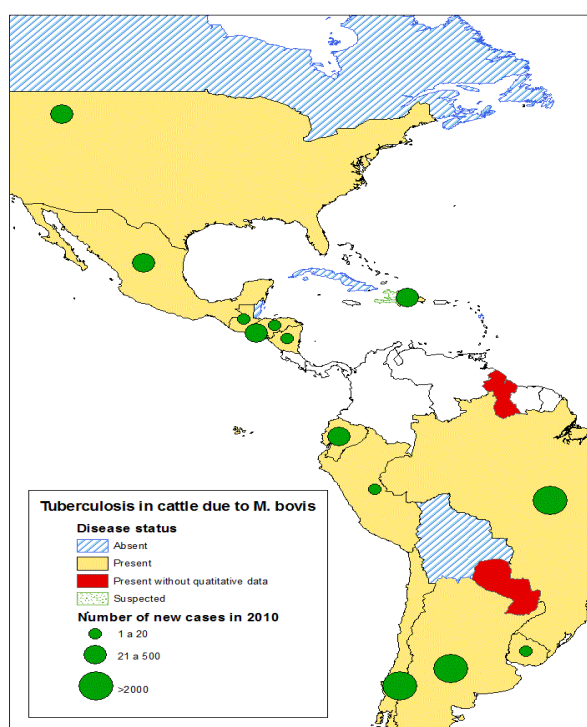 Tuberculosis in cattle due to M. bovis
Disease status
Absent
Present
Present without quatitative data
Suspected
Number of new cases in 2010
1 a 20
21 a 500
>2000